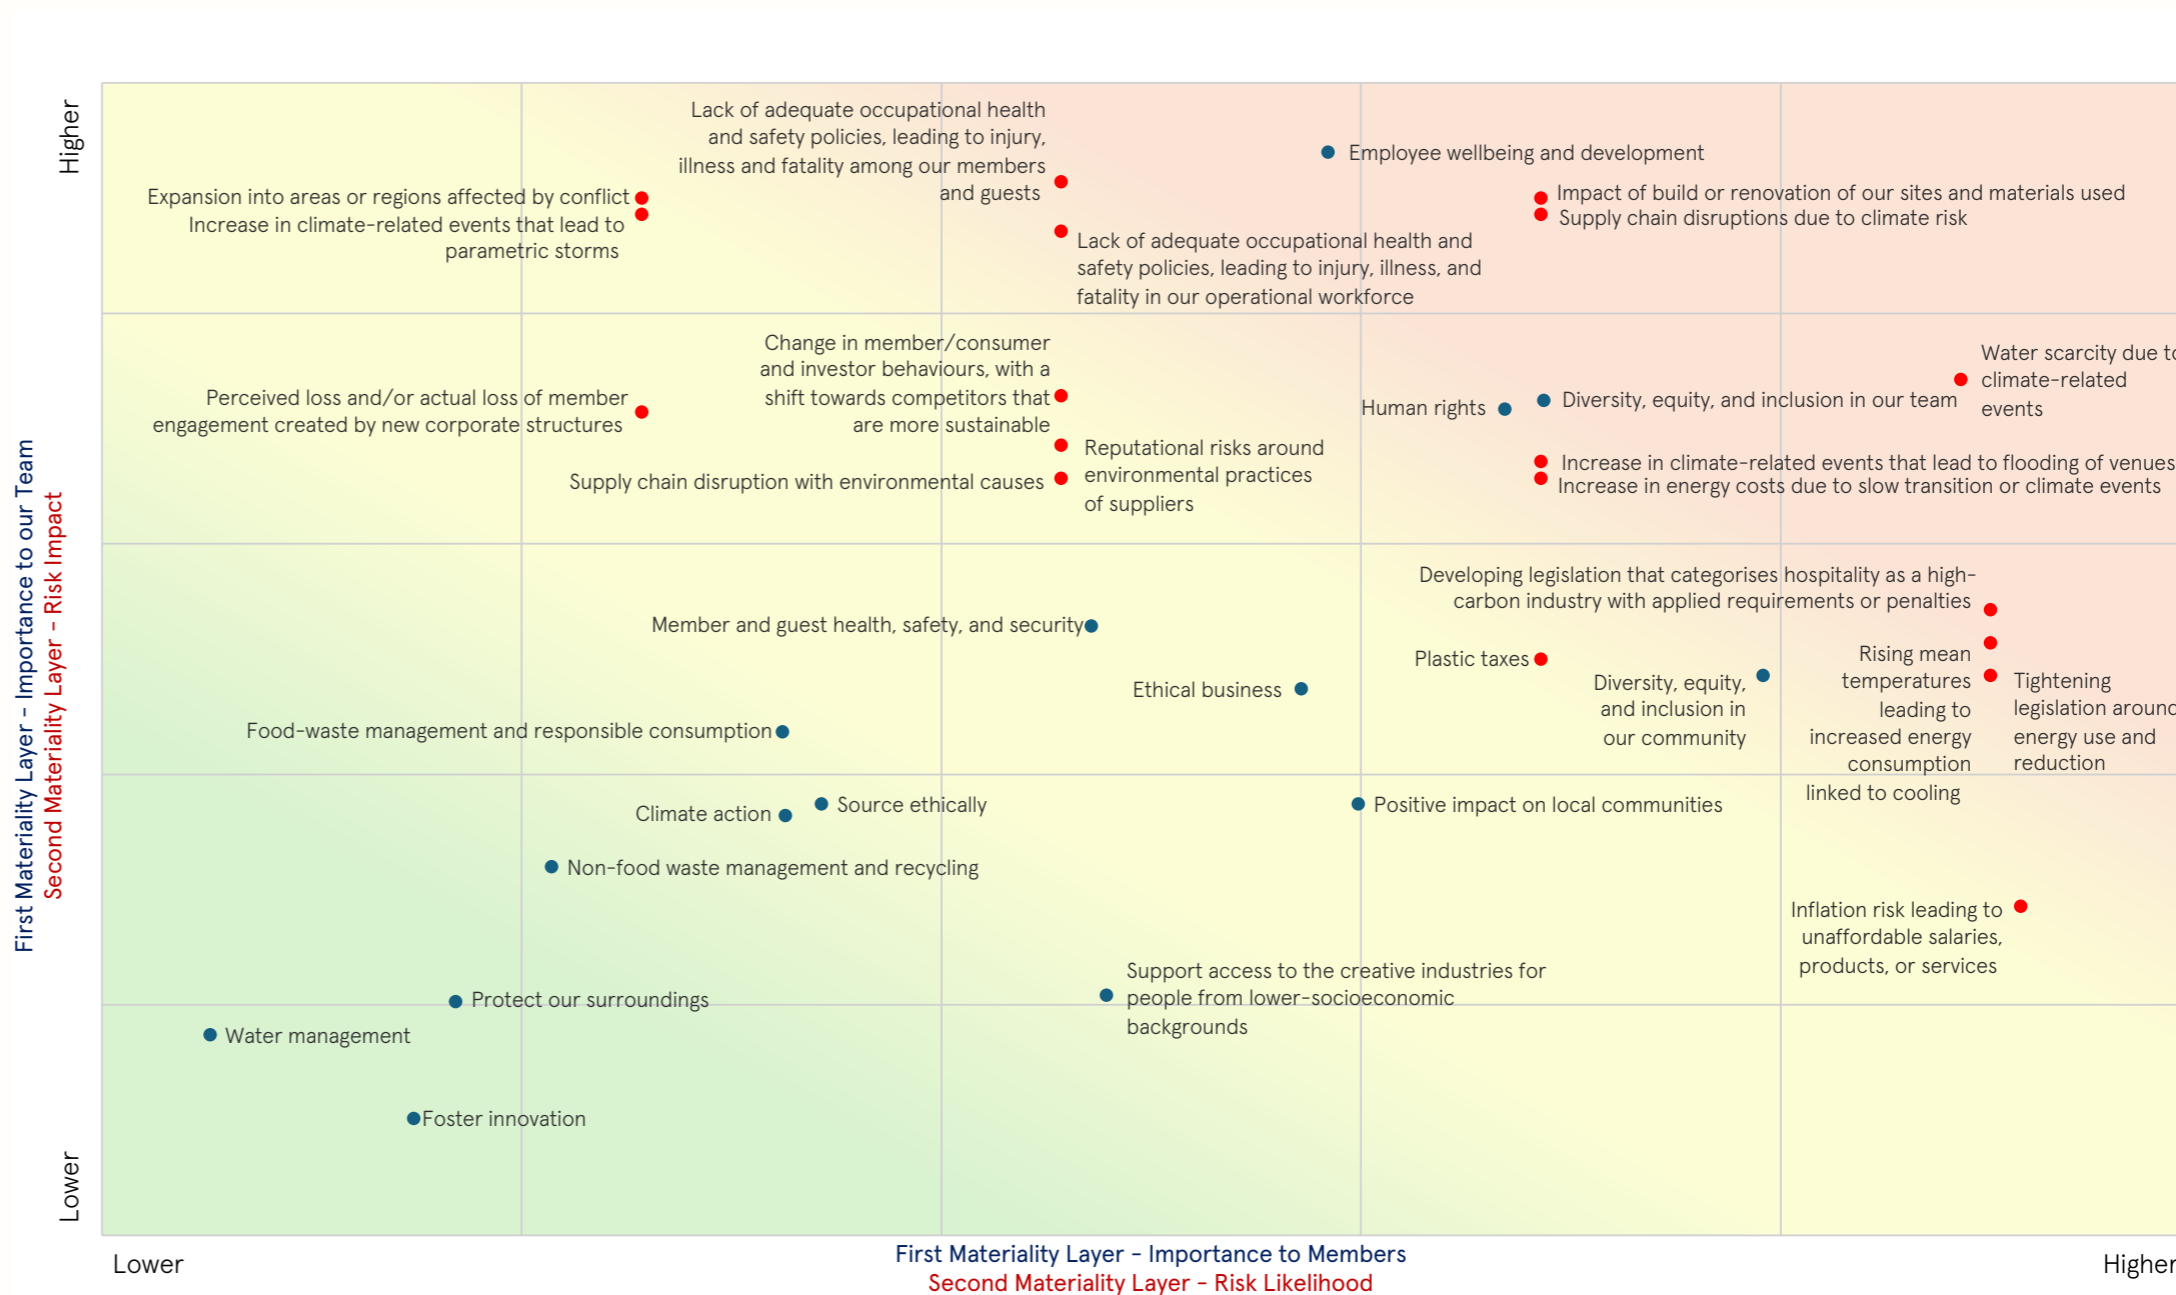 Higher
Lack of adequate occupational health
and safety policies, leading to injury,
illness and fatality among our members
and guests
Employee wellbeing and development
Expansion into areas or regions affected by conflict
Increase in climate-related events that lead to
parametric storms
Impact of build or renovation of our sites and materials used
Supply chain disruptions due to climate risk
Lack of adequate occupational health and
safety policies, leading to injury, illness, and
fatality in our operational workforce
Change in member/consumer
and investor behaviours, with a
shift towards competitors that
are more sustainable
Water scarcity due to
climate-related
events
Perceived loss and/or actual loss of member
engagement created by new corporate structures
Human rights
Diversity, equity, and inclusion in our team
Reputational risks around
environmental practices
of suppliers
Supply chain disruption with environmental causes
Increase in climate-related events that lead to flooding of venues
Increase in energy costs due to slow transition or climate events
First Materiality Layer - Importance to our Team
Second Materiality Layer - Risk Impact
Developing legislation that categorises hospitality as a high-
carbon industry with applied requirements or penalties
Member and guest health, safety, and security
Plastic taxes
Rising mean
temperatures
leading to
increased energy
consumption
linked to cooling
Diversity, equity,
and inclusion in
our community
Tightening
legislation around
energy use and
reduction
Ethical business
Food-waste management and responsible consumption
Climate action
Source ethically
Positive impact on local communities
Non-food waste management and recycling
Inflation risk leading to
unaffordable salaries,
products, or services
Support access to the creative industries for
people from lower-socioeconomic
backgrounds
Protect our surroundings
Water management
Foster innovation
Lower
Lower
First Materiality Layer - Importance to Members
Second Materiality Layer - Risk Likelihood
Higher